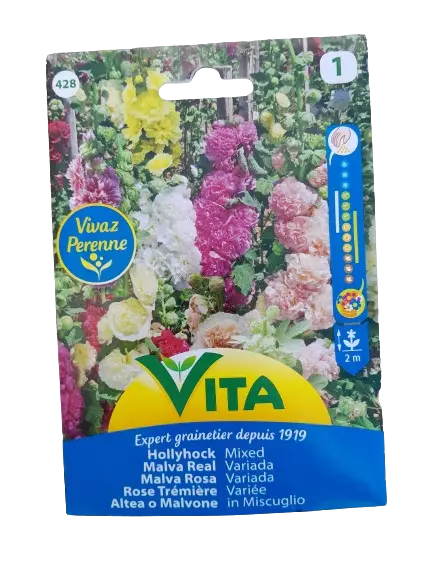 428
1
Vivaz
Perenne
2 m
VITA
Expert grainetier depuis 1919
Hollyhock Mixed
Malva Real Variada
Malva Rosa Variada
Rose Trémière Variée
Altea o Malvone in Miscuglio